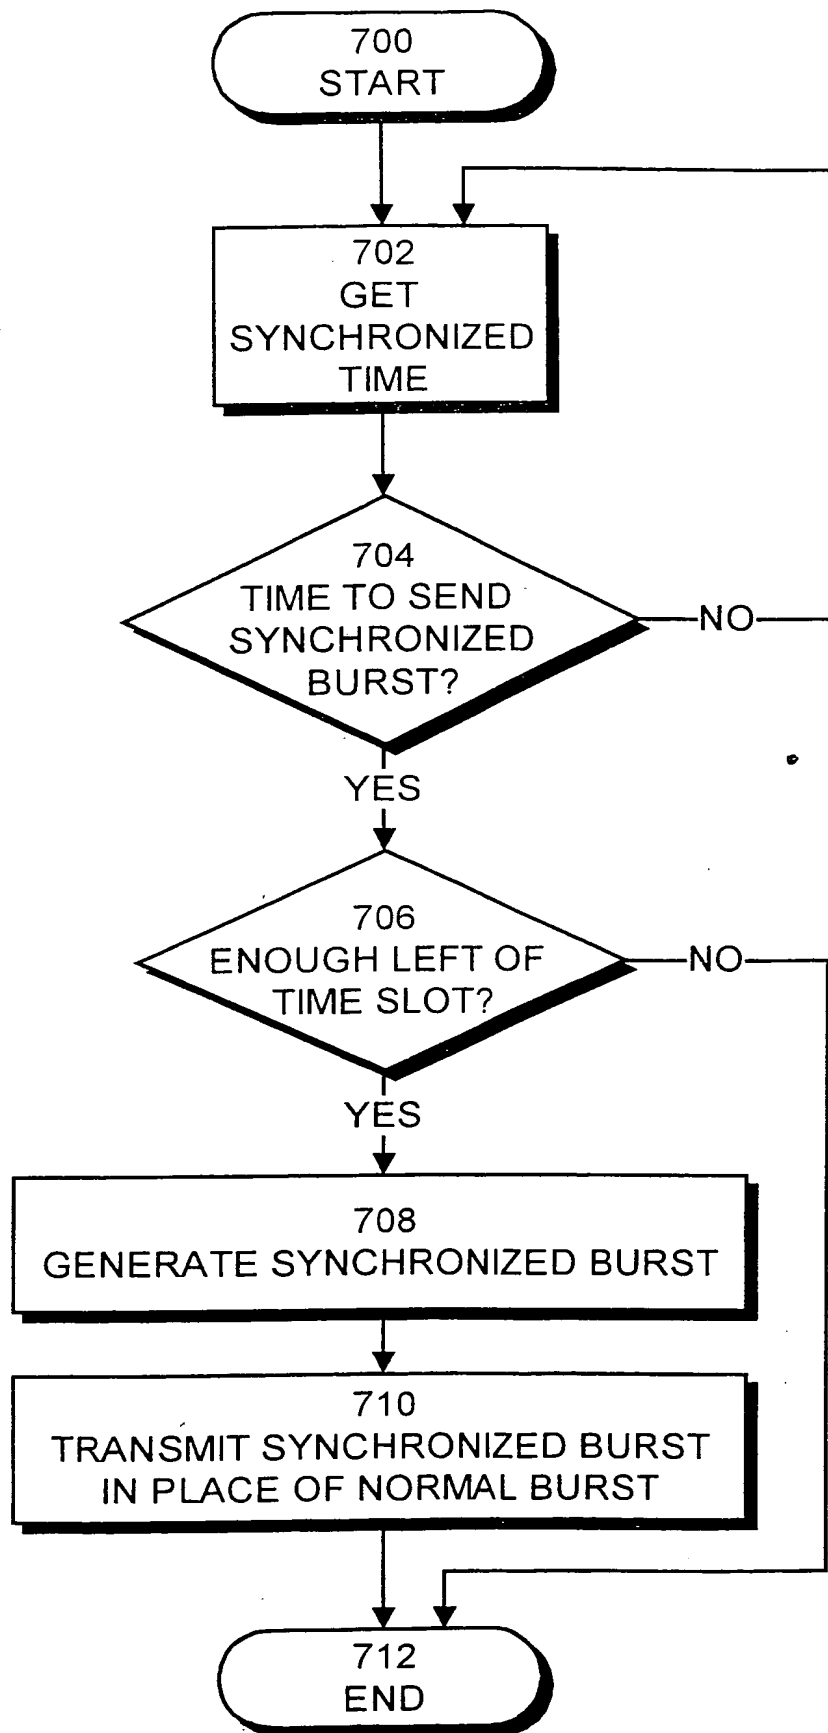 700
START
702
GET
SYNCHRONIZED
TIME
704
TIME TO SEND
SYNCHRONIZED
BURST?
NO
YES
706
ENOUGH LEFT OF
TIME SLOT?
NO
YES
708
GENERATE SYNCHRONIZED BURST
710
TRANSMIT SYNCHRONIZED BURST
IN PLACE OF NORMAL BURST
712
END